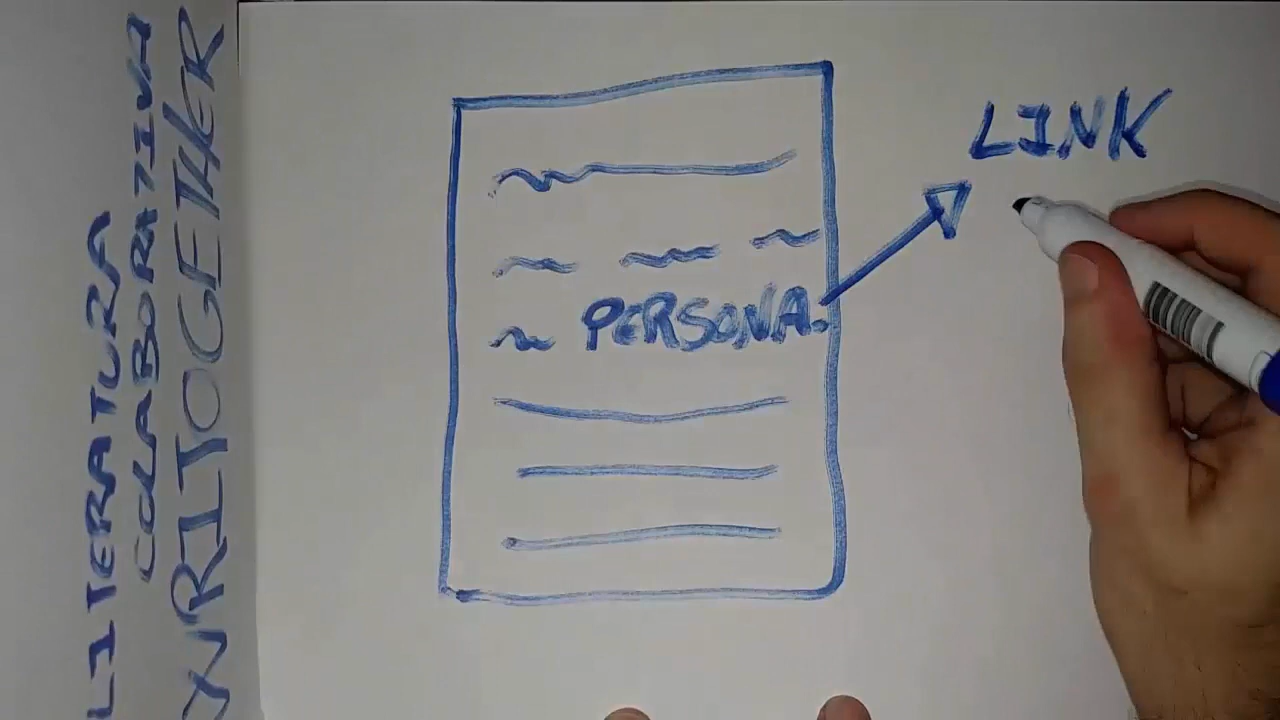 LITERATURA
COLABORATIVA
WRITOGETHER
PERSONA.
LINK